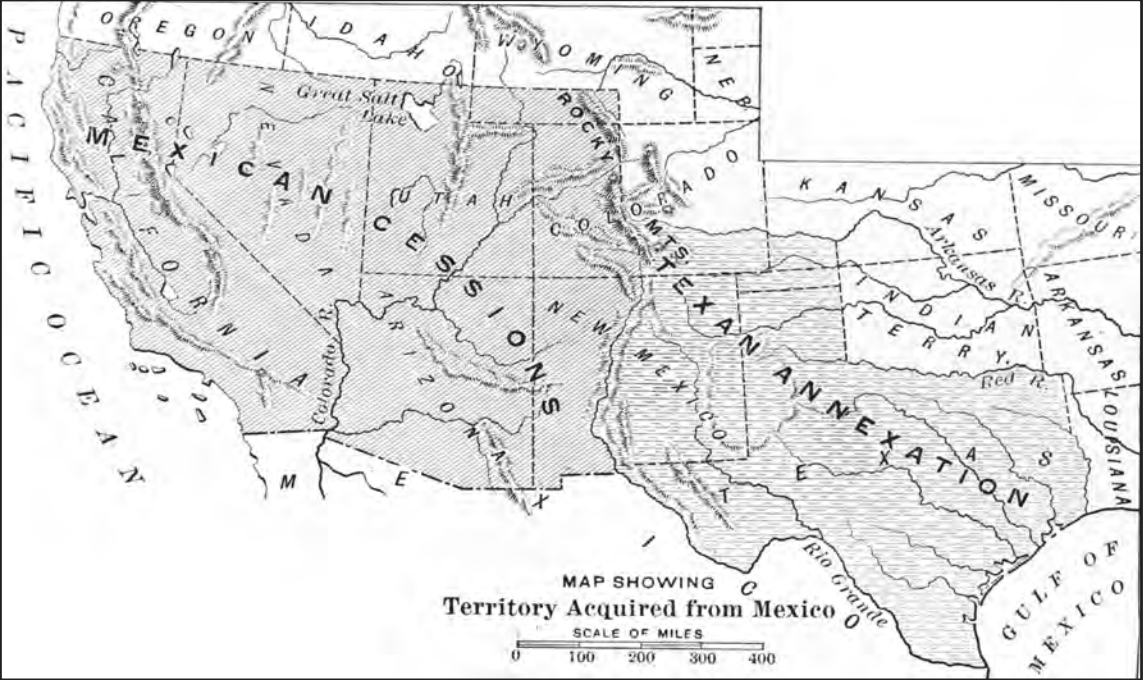 OREGON
IDAHO
WYOMING
NEB
PACIFIC OCEAN
CALIFORNIA
NEVADA
Great Salt
Lake
UTAH
ROCKY MTS.
COLORADO
KANSAS
MISSOURI
MEXICAN CESSIONS
Arkansas R.
INDIAN
TERRY.
ARKANSAS
Colorado R.
ARIZONA
NEW MEXICO
TEXAN ANNEXATION
Red R.
LOUISIANA
TEXAS
MEXICO
Rio Grande
GULF OF
MEXICO
MAP SHOWING
Territory Acquired from Mexico
SCALE OF MILES
0 100 200 300 400